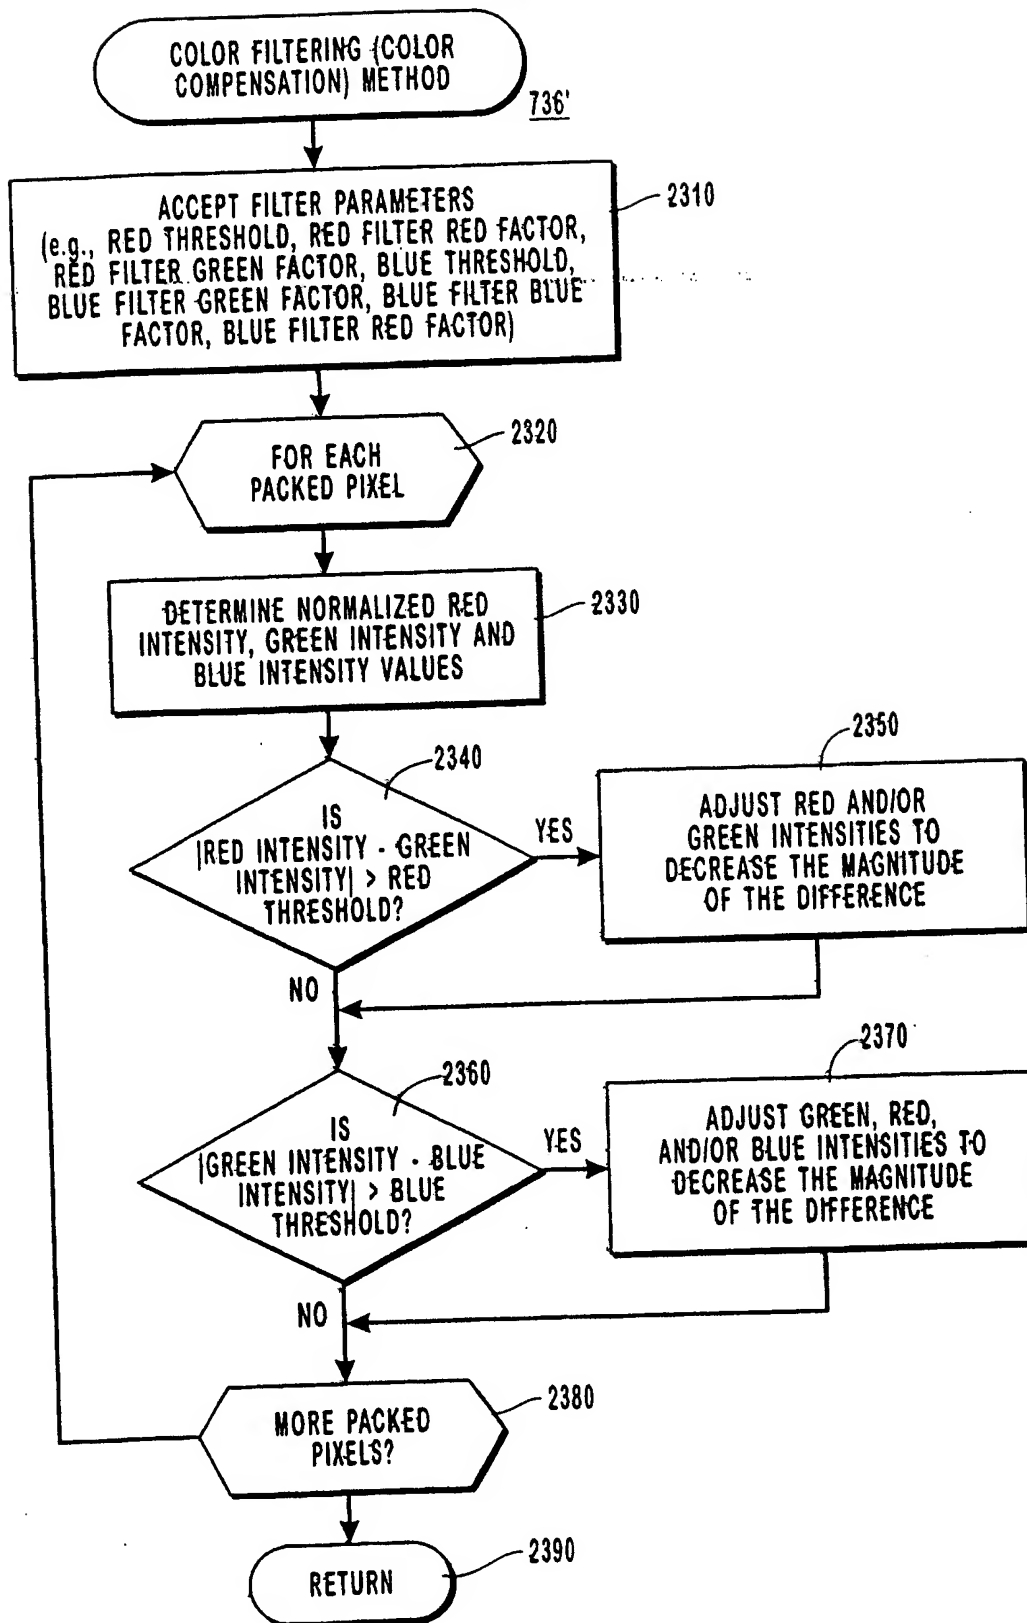 COLOR FILTERING (COLOR
COMPENSATION) METHOD
736'
ACCEPT FILTER PARAMETERS
(e.g., RED THRESHOLD, RED FILTER RED FACTOR,
RED FILTER GREEN FACTOR, BLUE THRESHOLD,
BLUE FILTER GREEN FACTOR, BLUE FILTER BLUE
FACTOR, BLUE FILTER RED FACTOR)
2310
FOR EACH
PACKED PIXEL
2320
DETERMINE NORMALIZED RED
INTENSITY, GREEN INTENSITY AND
BLUE INTENSITY VALUES
2330
IS
|RED INTENSITY - GREEN
INTENSITY| > RED
THRESHOLD?
2340
YES
ADJUST RED AND/OR
GREEN INTENSITIES TO
DECREASE THE MAGNITUDE
OF THE DIFFERENCE
2350
NO
IS
|GREEN INTENSITY - BLUE
INTENSITY| > BLUE
THRESHOLD?
2360
YES
ADJUST GREEN, RED,
AND/OR BLUE INTENSITIES TO
DECREASE THE MAGNITUDE
OF THE DIFFERENCE
2370
NO
MORE PACKED
PIXELS?
2380
RETURN
2390